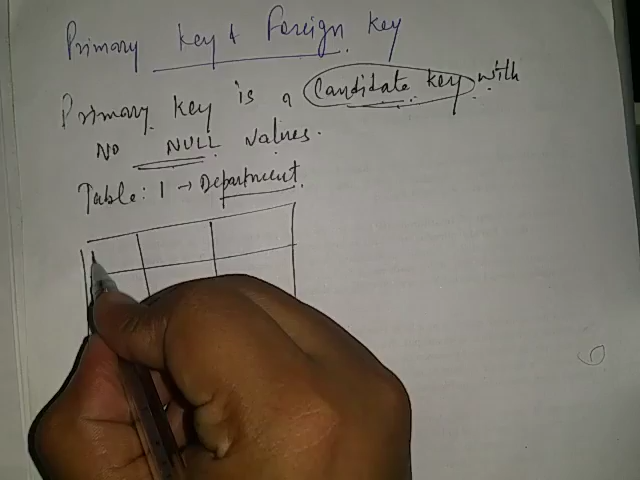 Primary key & Foreign key
Primary key is a Candidate key with
No NULL values.
Table: 1 → Department.